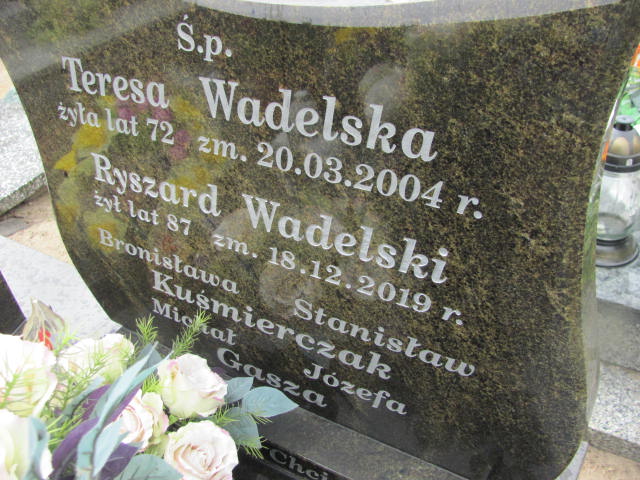 Ś.p.
Teresa Wadelska
żyła lat 72 zm. 20.03.2004 r.
Ryszard Wadelski
żył lat 87 zm. 18.12.2019 r.
Bronisława Stanisław
Kuśmierczak
Michał Józefa
Gasza